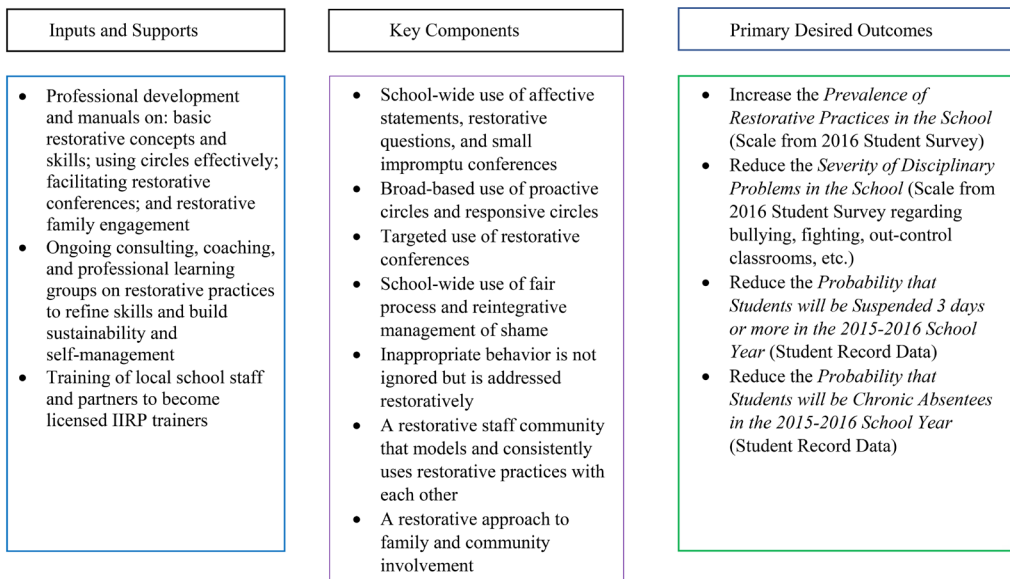 Inputs and Supports
Key Components
Primary Desired Outcomes
• Professional development
and manuals on: basic
restorative concepts and
skills; using circles effectively;
facilitating restorative
conferences; and restorative
family engagement
• Ongoing consulting, coaching,
and professional learning
groups on restorative practices
to refine skills and build
sustainability and
self-management
• Training of local school staff
and partners to become
licensed IIRP trainers
• School-wide use of affective
statements, restorative
questions, and small
impromptu conferences
• Broad-based use of proactive
circles and responsive circles
• Targeted use of restorative
conferences
• School-wide use of fair
process and reintegrative
management of shame
• Inappropriate behavior is not
ignored but is addressed
restoratively
• A restorative staff community
that models and consistently
uses restorative practices with
each other
• A restorative approach to
family and community
involvement
• Increase the Prevalence of
Restorative Practices in the School
(Scale from 2016 Student Survey)
• Reduce the Severity of Disciplinary
Problems in the School (Scale from
2016 Student Survey regarding
bullying, fighting, out-control
classrooms, etc.)
• Reduce the Probability that
Students will be Suspended 3 days
or more in the 2015-2016 School
Year (Student Record Data)
• Reduce the Probability that
Students will be Chronic Absentees
in the 2015-2016 School Year
(Student Record Data)